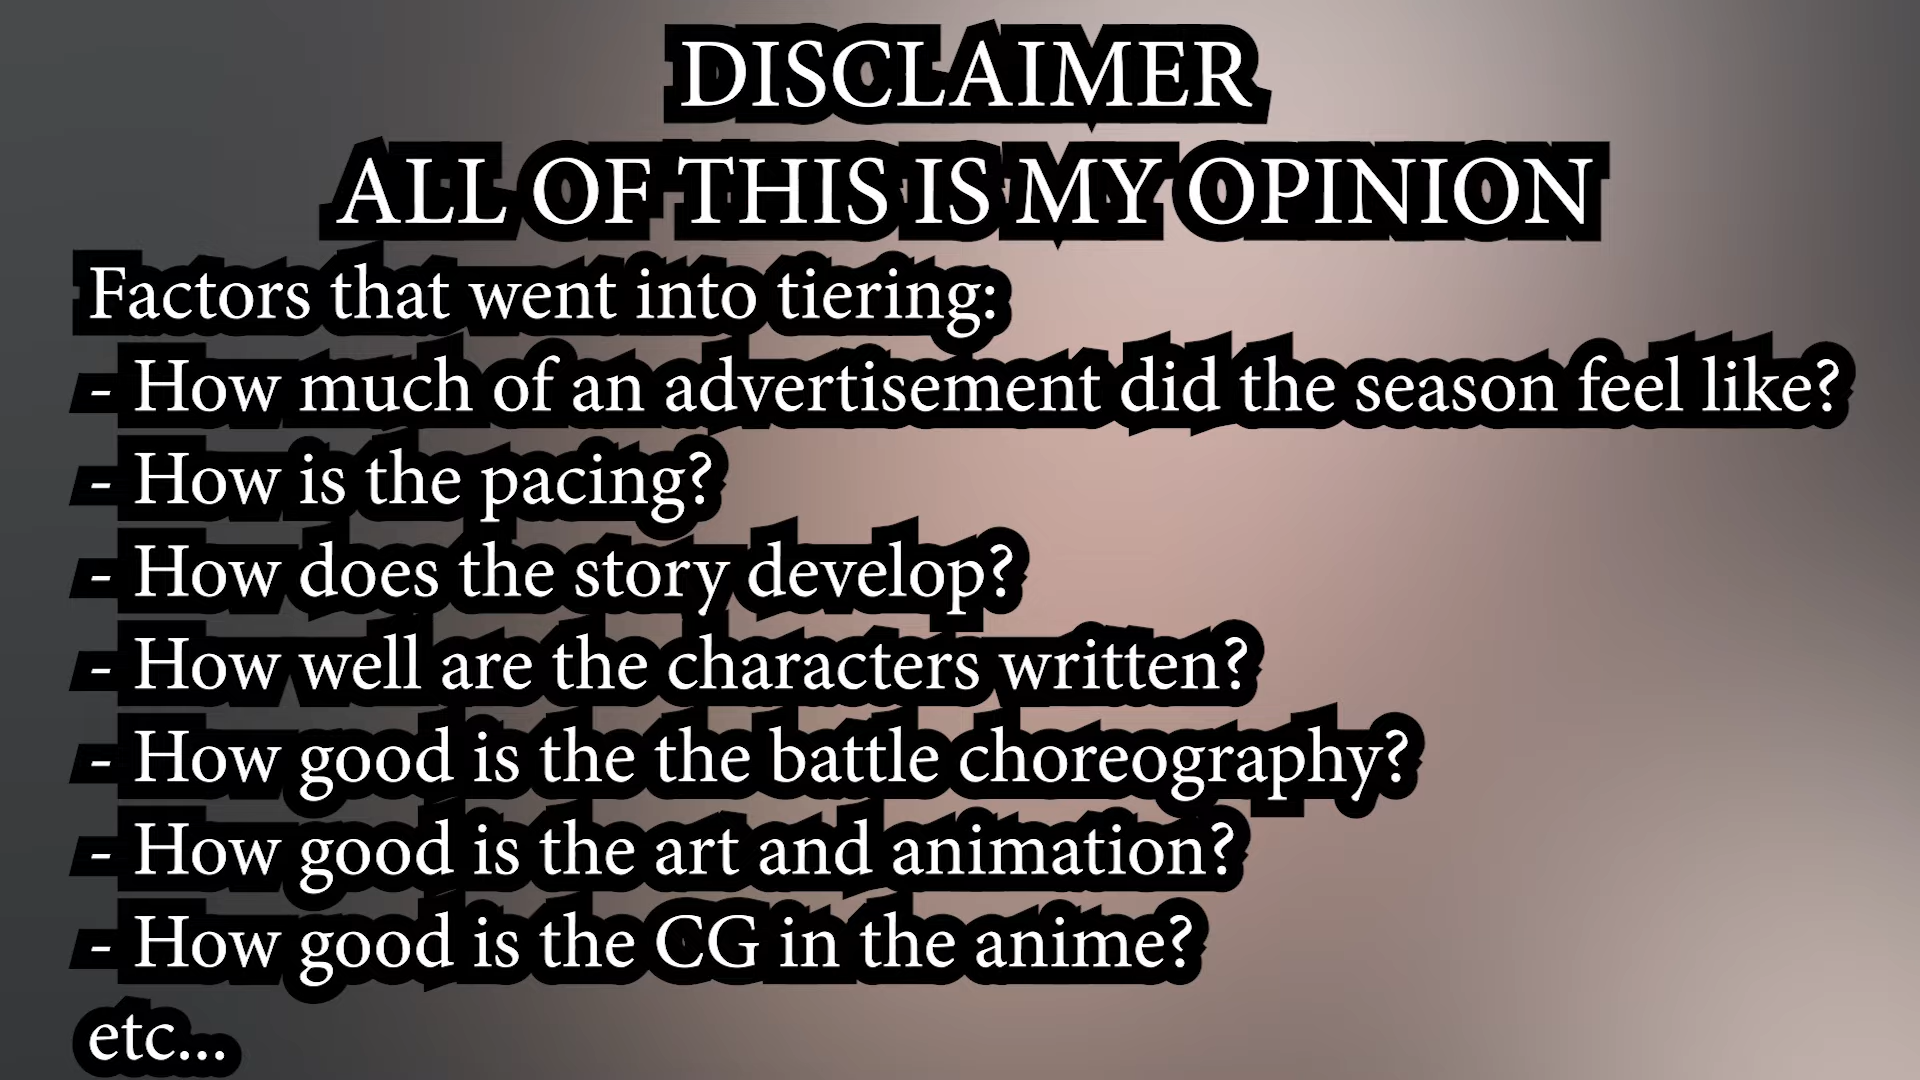 DISCLAIMER
ALL OF THIS IS MY OPINION
Factors that went into tiering:
- How much of an advertisement did the season feel like?
- How is the pacing?
- How does the story develop?
- How well are the characters written?
- How good is the the battle choreography?
- How good is the art and animation?
- How good is the CG in the anime?
etc...